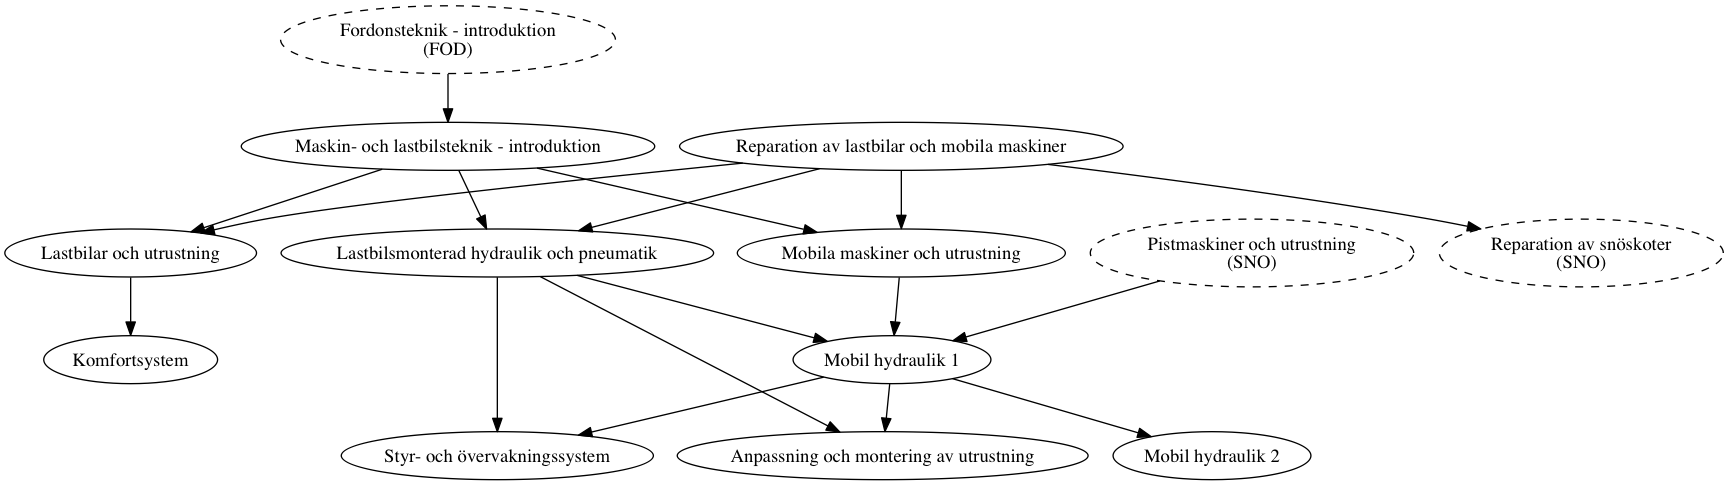 Fordonsteknik - introduktion
(FOD)
Maskin- och lastbilsteknik - introduktion
Reparation av lastbilar och mobila maskiner
Lastbilar och utrustning
Lastbilsmonterad hydraulik och pneumatik
Mobila maskiner och utrustning
Pistmaskiner och utrustning
(SNO)
Reparation av snöskoter
(SNO)
Komfortsystem
Mobil hydraulik 1
Styr- och övervakningssystem
Anpassning och montering av utrustning
Mobil hydraulik 2